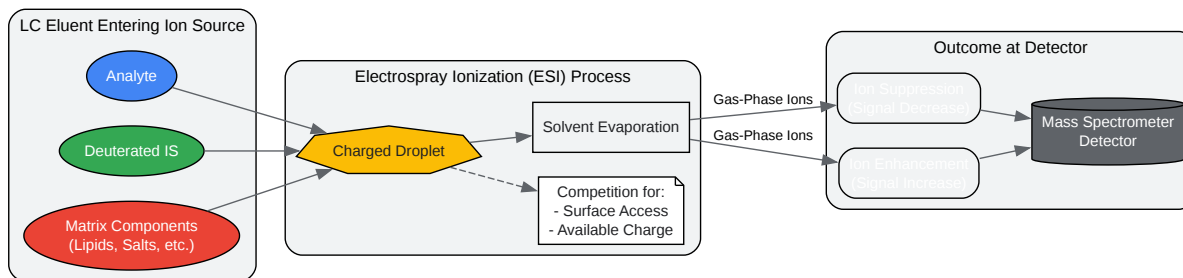 LC Eluent Entering Ion Source
Analyte
Deuterated IS
Matrix Components
(Lipids, Salts, etc.)
Electrospray Ionization (ESI) Process
Charged Droplet
Solvent Evaporation
Competition for:
- Surface Access
- Available Charge
Gas-Phase Ions
Gas-Phase Ions
Outcome at Detector
Ion Suppression
(Signal Decrease)
Ion Enhancement
(Signal Increase)
Mass Spectrometer
Detector